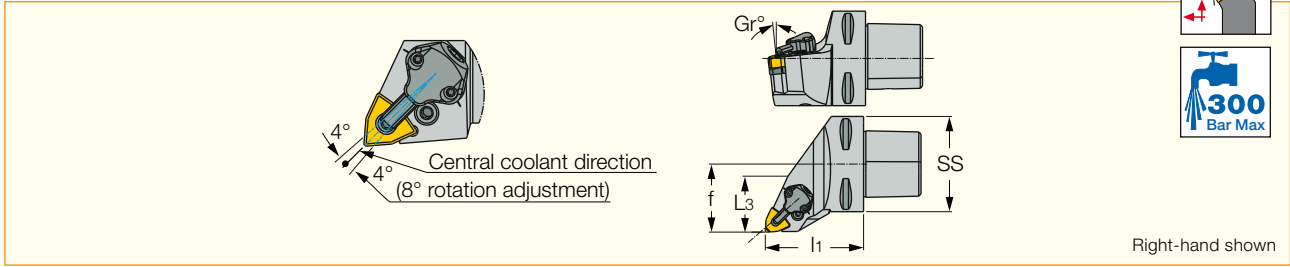 4°
4°
Central coolant direction
(8° rotation adjustment)
Gr°
f
L3
l1
SS
300
Bar Max
Right-hand shown